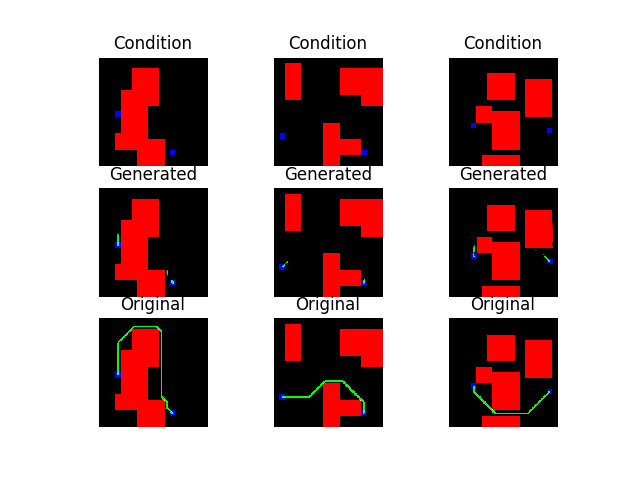 Condition Condition Condition
Generated Generated Generated
Original Original Original